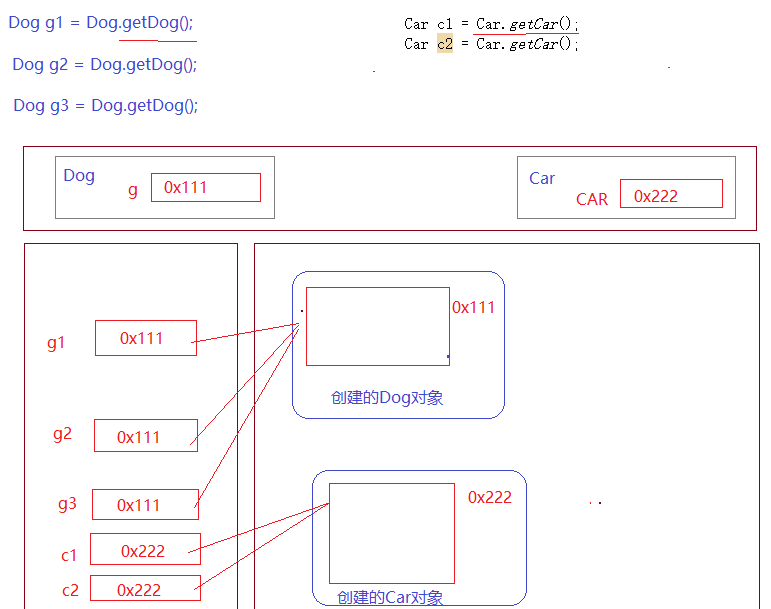 Dog g1 = Dog.getDog();
Dog g2 = Dog.getDog();
Dog g3 = Dog.getDog();
Car c1 = Car.getCar();
Car c2 = Car.getCar();
Dog
g 0x111
Car
CAR 0x222
g1 0x111
g2 0x111
g3 0x111
c1 0x222
c2 0x222
0x111
创建的Dog对象
0x222
创建的Car对象